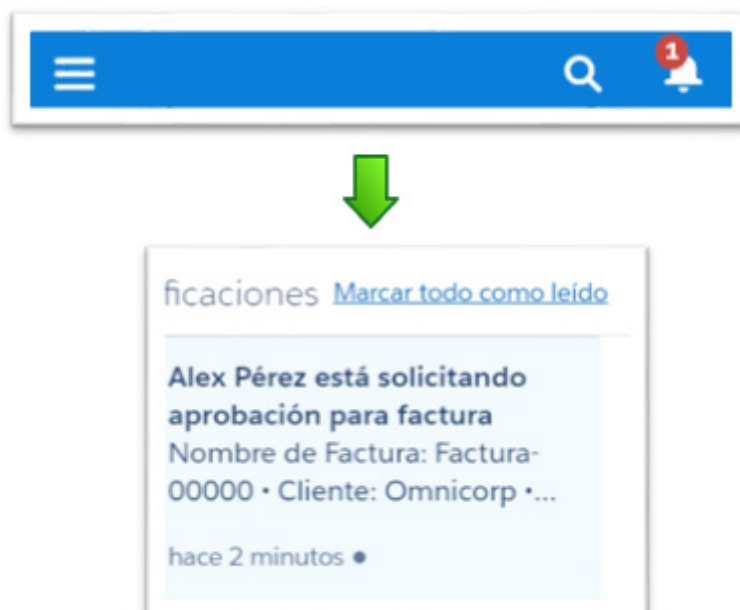 1
ficaciones Marcar todo como leído
Alex Pérez está solicitando
aprobación para factura
Nombre de Factura: Factura-
00000 • Cliente: Omnicorp •...
hace 2 minutos •